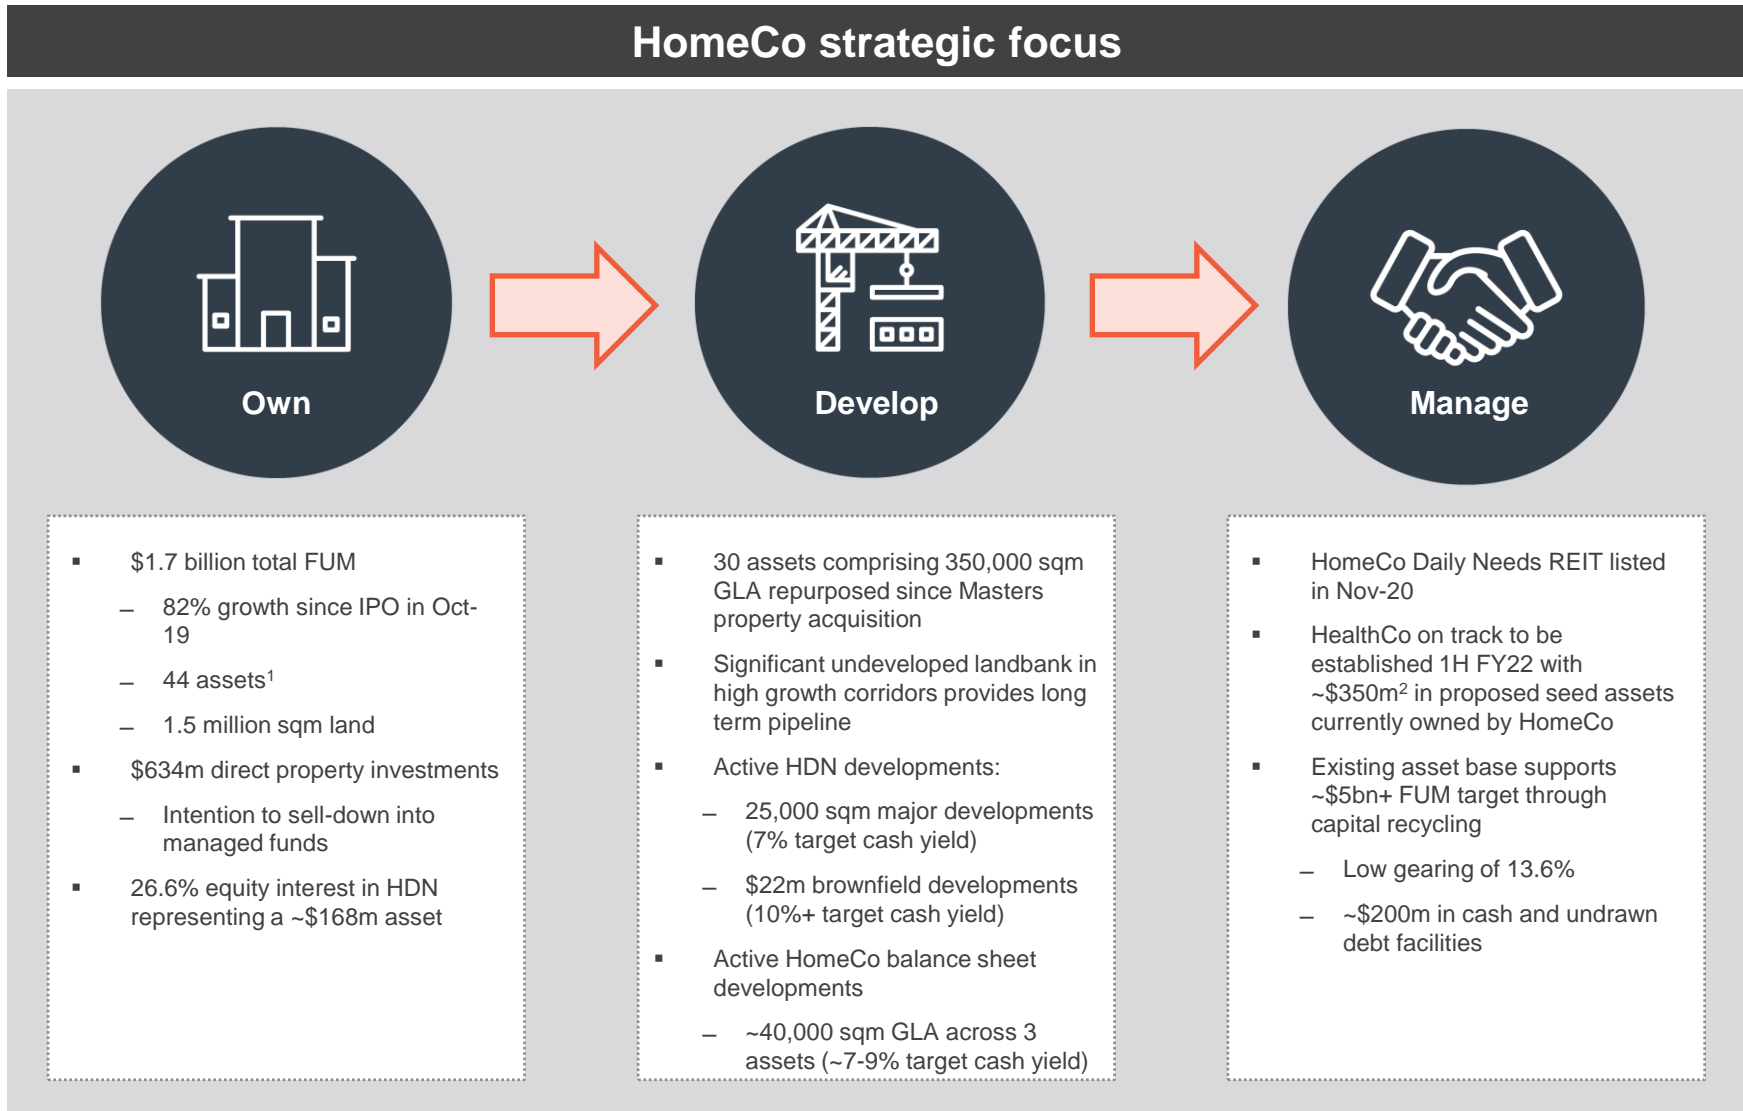 HomeCo strategic focus
Own
Develop
Manage
▪ $1.7 billion total FUM
– 82% growth since IPO in Oct-
19
– 44 assets¹
– 1.5 million sqm land
▪ $634m direct property investments
– Intention to sell-down into
managed funds
▪ 26.6% equity interest in HDN
representing a ~$168m asset
▪ 30 assets comprising 350,000 sqm
GLA repurposed since Masters
property acquisition
▪ Significant undeveloped landbank in
high growth corridors provides long
term pipeline
▪ Active HDN developments:
– 25,000 sqm major developments
(7% target cash yield)
– $22m brownfield developments
(10%+ target cash yield)
▪ Active HomeCo balance sheet
developments
– ~40,000 sqm GLA across 3
assets (~7-9% target cash yield)
▪ HomeCo Daily Needs REIT listed
in Nov-20
▪ HealthCo on track to be
established 1H FY22 with
~$350m² in proposed seed assets
currently owned by HomeCo
▪ Existing asset base supports
~$5bn+ FUM target through
capital recycling
– Low gearing of 13.6%
– ~$200m in cash and undrawn
debt facilities